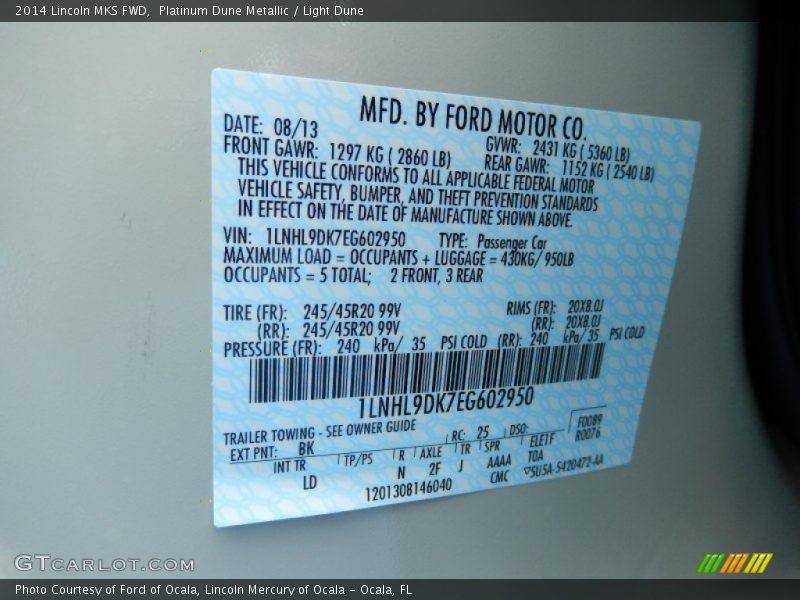 2014 Lincoln MKS FWD,  Platinum Dune Metallic / Light Dune
MFD. BY FORD MOTOR CO.
DATE: 08/13
GVWR: 2431 KG ( 5360 LB)
FRONT GAWR: 1297 KG ( 2860 LB)
REAR GAWR: 1152 KG ( 2540 LB)
THIS VEHICLE CONFORMS TO ALL APPLICABLE FEDERAL MOTOR
VEHICLE SAFETY, BUMPER, AND THEFT PREVENTION STANDARDS
IN EFFECT ON THE DATE OF MANUFACTURE SHOWN ABOVE.
VIN: 1LNHL9DK7EG602950 TYPE: Passenger Car
MAXIMUM LOAD = OCCUPANTS + LUGGAGE = 430KG/ 950LB
OCCUPANTS = 5 TOTAL; 2 FRONT, 3 REAR
TIRE (FR): 245/45R20 99V RIMS (FR): 20X8.0J
(RR): 245/45R20 99V (RR): 20X8.0J
PRESSURE (FR): 240 kPa/ 35 PSI COLD (RR): 240 kPa/ 35 PSI COLD
1LNHL9DK7EG602950
TRAILER TOWING - SEE OWNER GUIDE
EXT PNT: BK RC: 25 DSO: F0089
R0076
INT TR TP/PS R AXLE TR SPR ELE1F
LD N 2F J AAAA TOA
1201308146040 CMC ▽5U5A-5420472-AA
GTCARLOT.COM
Photo Courtesy of Ford of Ocala, Lincoln Mercury of Ocala – Ocala, FL